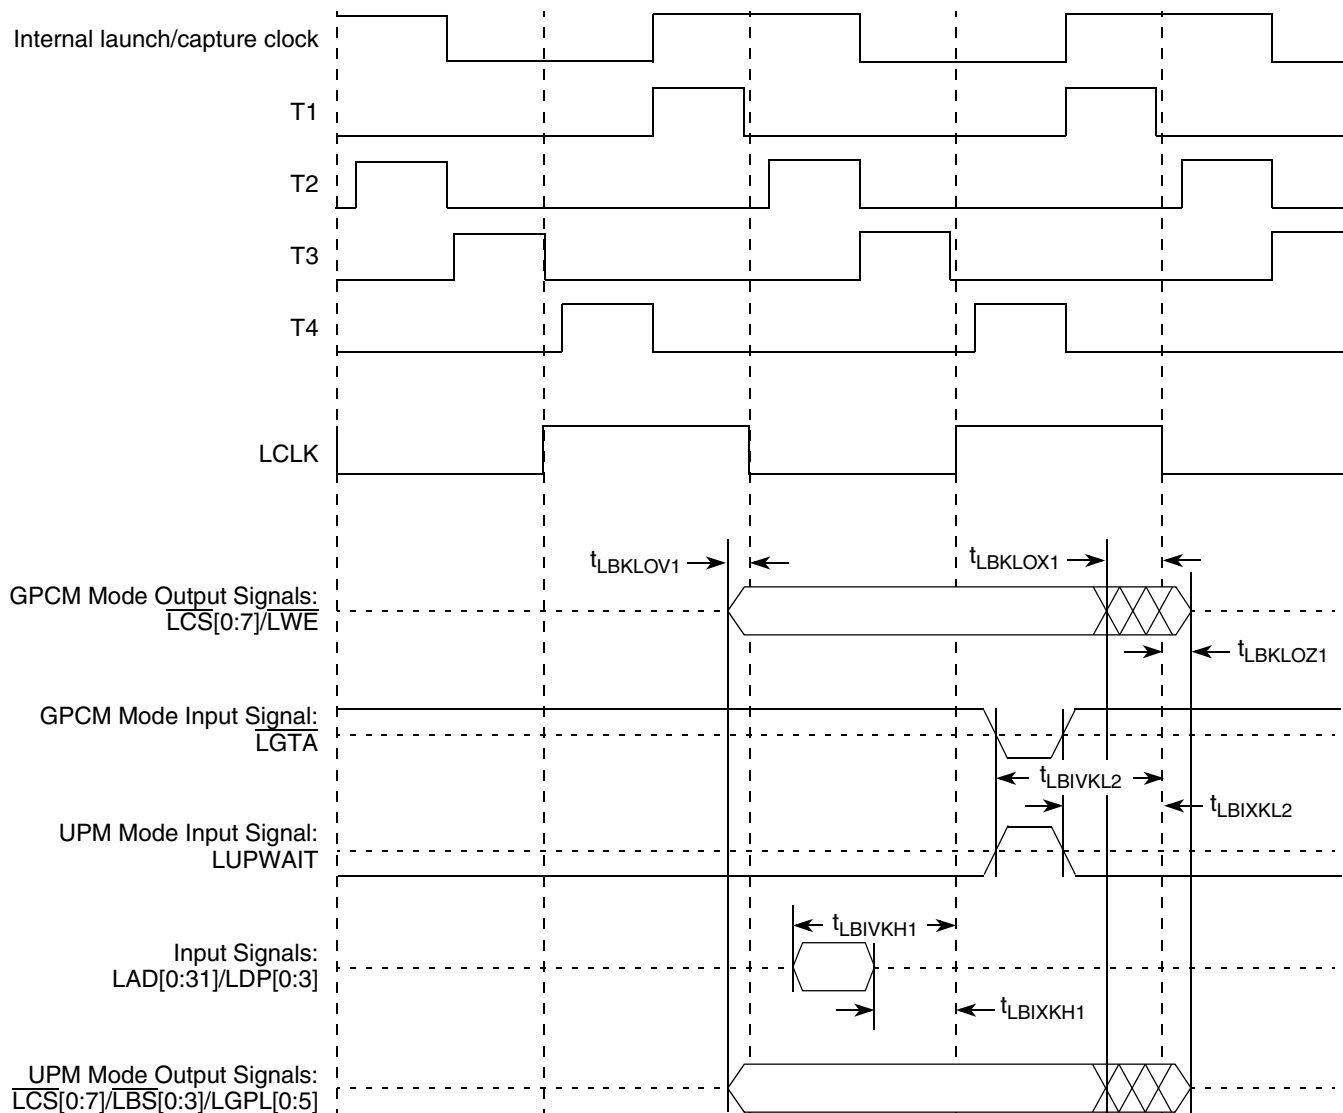 Internal launch/capture clock
T1
T2
T3
T4
LCLK
tLBKLOV1
tLBKLOX1
GPCM Mode Output Signals:
LCS[0:7]/LWE
tLBKLOZ1
GPCM Mode Input Signal:
LGTA
tLBIVKL2
tLBIXKL2
UPM Mode Input Signal:
LUPWAIT
tLBIVKH1
Input Signals:
LAD[0:31]/LDP[0:3]
tLBIXKH1
UPM Mode Output Signals:
LCS[0:7]/LBS[0:3]/LGPL[0:5]